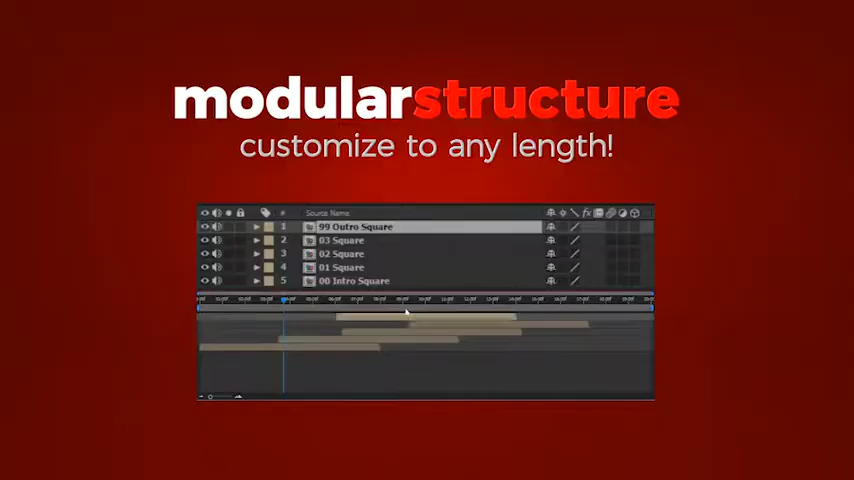 modularstructure
customize to any length!
# Source Name
1 99 Outro Square
2 03 Square
3 02 Square
4 01 Square
5 00 Intro Square